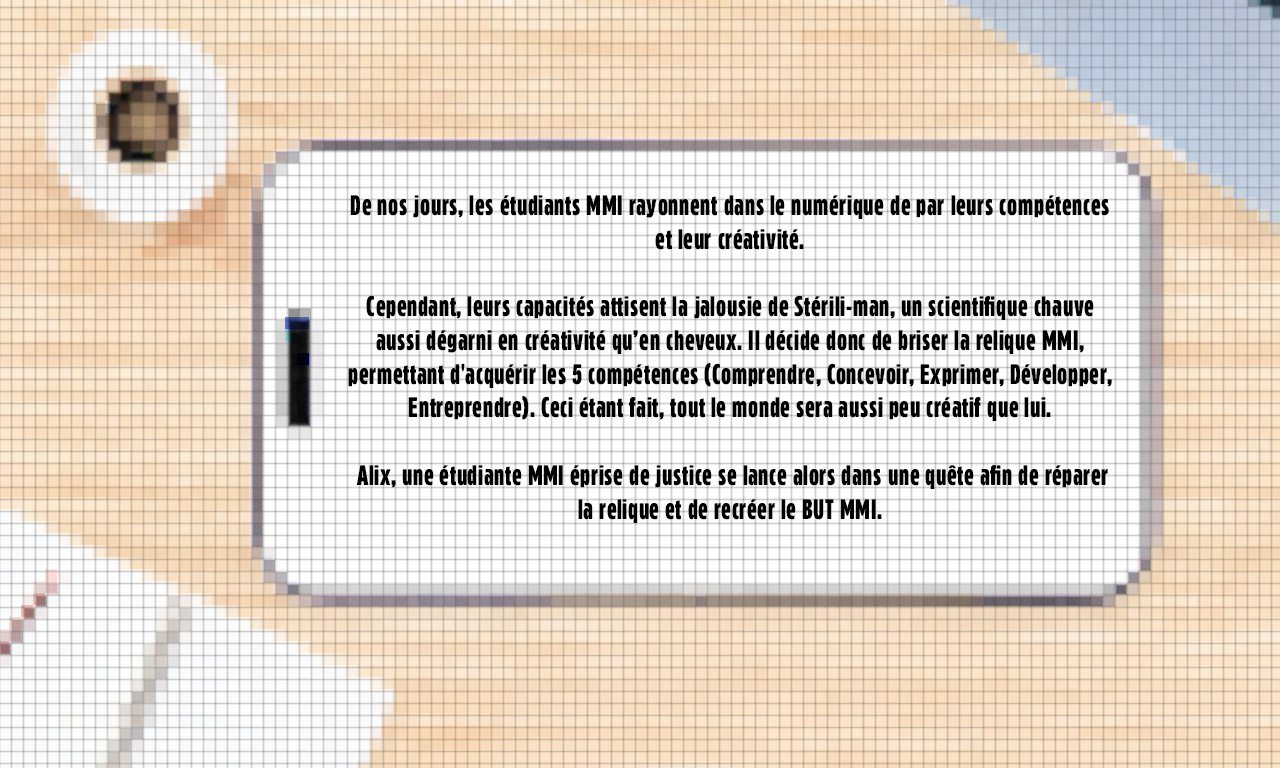 De nos jours, les étudiants MMI rayonnent dans le numérique de par leurs compétences
et leur créativité.
Cependant, leurs capacités attisent la jalousie de Stérili-man, un scientifique chauve
aussi dégarni en créativité qu'en cheveux. Il décide donc de briser la relique MMI,
permettant d'acquérir les 5 compétences (Comprendre, Concevoir, Exprimer, Développer,
Entreprendre). Ceci étant fait, tout le monde sera aussi peu créatif que lui.
Alix, une étudiante MMI éprise de justice se lance alors dans une quête afin de réparer
la relique et de recréer le BUT MMI.